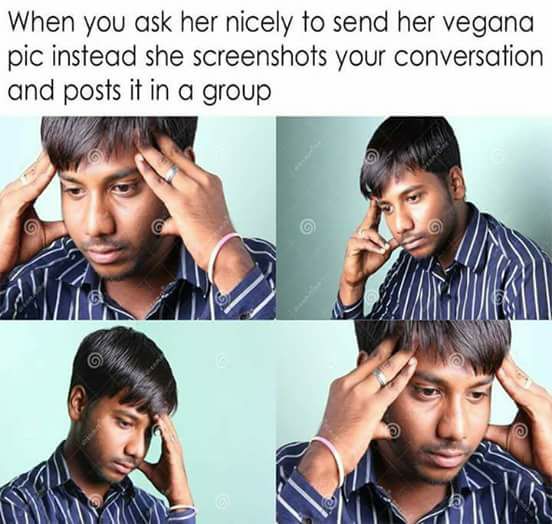 When you ask her nicely to send her vegana
pic instead she screenshots your conversation
and posts it in a group